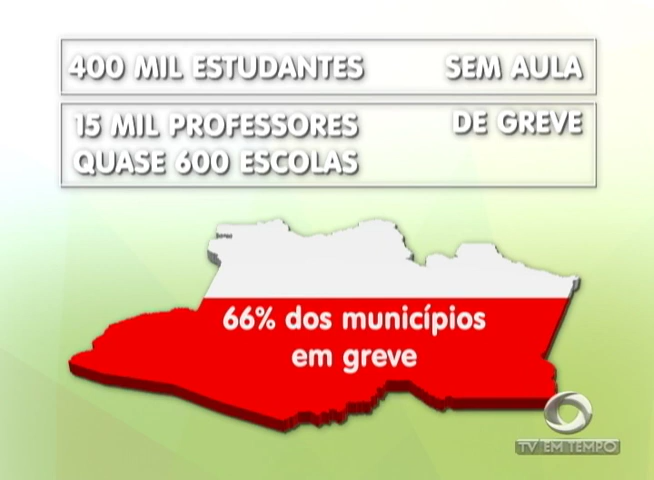 400 MIL ESTUDANTES SEM AULA
15 MIL PROFESSORES DE GREVE
QUASE 600 ESCOLAS
66% dos municípios
em greve
TV EM TEMPO